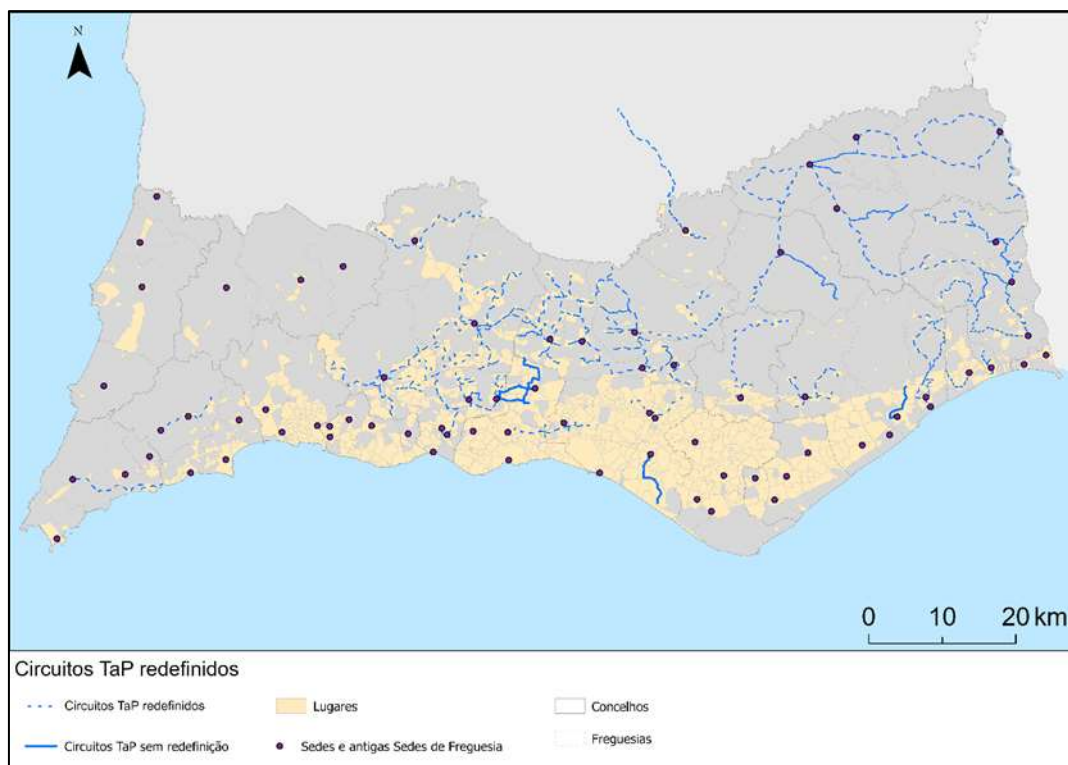 N
0 10 20 km
Circuitos TaP redefinidos
Circuitos TaP redefinidos Lugares Concelhos
Circuitos TaP sem redefinição Sedes e antigas Sedes de Freguesia Freguesias